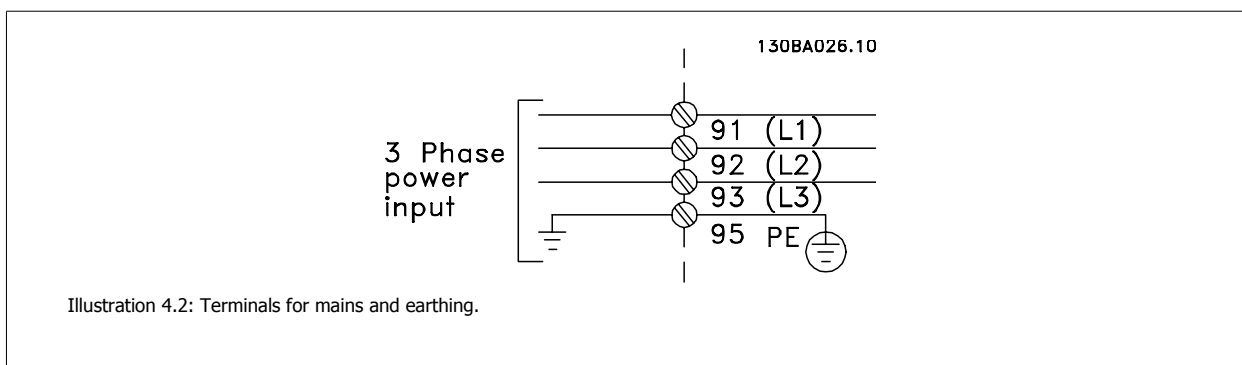 130BA026.10
3 Phase
power
input
91 (L1)
92 (L2)
93 (L3)
95 PE
Illustration 4.2: Terminals for mains and earthing.